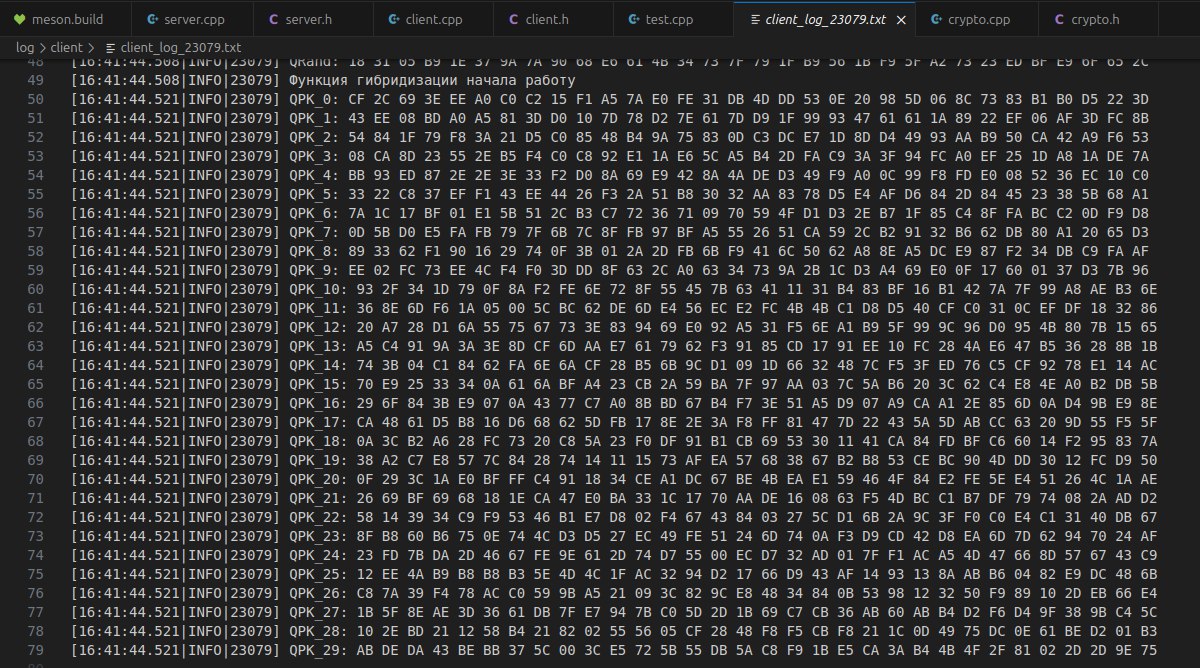 meson.build server.cpp server.h client.cpp client.h test.cpp client_log_23079.txt crypto.cpp crypto.h
log > client > client_log_23079.txt
48 [16:41:44.508|INFO|23079] QRand: 18 31 05 B9 1E 37 9A 7A 90 68 E6 61 4B 34 73 7F 79 1F B9 56 1B F9 5F A2 73 23 ED BF E9 6F 65 2C
49 [16:41:44.508|INFO|23079] Функция гибридизации начала работу
50 [16:41:44.521|INFO|23079] QPK_0: CF 2C 69 3E EE A0 C0 C2 15 F1 A5 7A E0 FE 31 DB 4D DD 53 0E 20 98 5D 06 8C 73 83 B1 B0 D5 22 3D
51 [16:41:44.521|INFO|23079] QPK_1: 43 EE 08 BD A0 A5 81 3D D0 10 7D 78 D2 7E 61 7D D9 1F 99 93 47 61 61 1A 89 22 EF 06 AF 3D FC 8B
52 [16:41:44.521|INFO|23079] QPK_2: 54 84 1F 79 F8 3A 21 D5 C0 85 48 B4 9A 75 83 0D C3 DC E7 1D 8D D4 49 93 AA B9 50 CA 42 A9 F6 53
53 [16:41:44.521|INFO|23079] QPK_3: 08 CA 8D 23 55 2E B5 F4 C0 C8 92 E1 1A E6 5C A5 B4 2D FA C9 3A 3F 94 FC A0 EF 25 1D A8 1A DE 7A
54 [16:41:44.521|INFO|23079] QPK_4: BB 93 ED 87 2E 2E 3E 33 F2 D0 8A 69 E9 42 8A 4A DE D3 49 F9 A0 0C 99 F8 FD E0 08 52 36 EC 10 C0
55 [16:41:44.521|INFO|23079] QPK_5: 33 22 C8 37 EF F1 43 EE 44 26 F3 2A 51 B8 30 32 AA 83 78 D5 E4 AF D6 84 2D 84 45 23 38 5B 68 A1
56 [16:41:44.521|INFO|23079] QPK_6: 7A 1C 17 BF 01 E1 5B 51 2C B3 C7 72 36 71 09 70 59 4F D1 D3 2E B7 1F 85 C4 8F FA BC C2 0D F9 D8
57 [16:41:44.521|INFO|23079] QPK_7: 0D 5B D0 E5 FA FB 79 7F 6B 7C 8F FB 97 BF A5 55 26 51 CA 59 2C B2 91 32 B6 62 DB 80 A1 20 65 D3
58 [16:41:44.521|INFO|23079] QPK_8: 89 33 62 F1 90 16 29 74 0F 3B 01 2A 2D FB 6B F9 41 6C 50 62 A8 8E A5 DC E9 87 F2 34 DB C9 FA AF
59 [16:41:44.521|INFO|23079] QPK_9: EE 02 FC 73 EE 4C F4 F0 3D DD 8F 63 2C A0 63 34 73 9A 2B 1C D3 A4 69 E0 0F 17 60 01 37 D3 7B 96
60 [16:41:44.521|INFO|23079] QPK_10: 93 2F 34 1D 79 0F 8A F2 FE 6E 72 8F 55 45 7B 63 41 11 31 B4 83 BF 16 B1 42 7A 7F 99 A8 AE B3 6E
61 [16:41:44.521|INFO|23079] QPK_11: 36 8E 6D F6 1A 05 00 5C BC 62 DE 6D E4 56 EC E2 FC 4B 4B C1 D8 D5 40 CF C0 31 0C EF DF 18 32 86
62 [16:41:44.521|INFO|23079] QPK_12: 20 A7 28 D1 6A 55 75 67 73 3E 83 94 69 E0 92 A5 31 F5 6E A1 B9 5F 99 9C 96 D0 95 4B 80 7B 15 65
63 [16:41:44.521|INFO|23079] QPK_13: A5 C4 91 9A 3A 3E 8D CF 6D AA E7 61 79 62 F3 91 85 CD 17 91 EE 10 FC 28 4A E6 47 B5 36 28 8B 1B
64 [16:41:44.521|INFO|23079] QPK_14: 74 3B 04 C1 84 62 FA 6E 6A CF 28 B5 6B 9C D1 09 1D 66 32 48 7C F5 3F ED 76 C5 CF 92 78 E1 14 AC
65 [16:41:44.521|INFO|23079] QPK_15: 70 E9 25 33 34 0A 61 6A BF A4 23 CB 2A 59 BA 7F 97 AA 03 7C 5A B6 20 3C 62 C4 E8 4E A0 B2 DB 5B
66 [16:41:44.521|INFO|23079] QPK_16: 29 6F 84 3B E9 07 0A 43 77 C7 A0 8B BD 67 B4 F7 3E 51 A5 D9 07 A9 CA A1 2E 85 6D 0A D4 9B E9 8E
67 [16:41:44.521|INFO|23079] QPK_17: CA 48 61 D5 B8 16 D6 68 62 5D FB 17 8E 2E 3A F8 FF 81 47 7D 22 43 5A 5D AB CC 63 20 9D 55 F5 5F
68 [16:41:44.521|INFO|23079] QPK_18: 0A 3C B2 A6 28 FC 73 20 C8 5A 23 F0 DF 91 B1 CB 69 53 30 11 41 CA 84 FD BF C6 60 14 F2 95 83 7A
69 [16:41:44.521|INFO|23079] QPK_19: 38 A2 C7 E8 57 7C 84 28 74 14 11 15 73 AF EA 57 68 38 67 B2 B8 53 CE BC 90 4D DD 30 12 FC D9 50
70 [16:41:44.521|INFO|23079] QPK_20: 0F 29 3C 1A E0 BF FF C4 91 18 34 CE A1 DC 67 BE 4B EA E1 59 46 4F 84 E2 FE 5E E4 51 26 4C 1A AE
71 [16:41:44.521|INFO|23079] QPK_21: 26 69 BF 69 68 18 1E CA 47 E0 BA 33 1C 17 70 AA DE 16 08 63 F5 4D BC C1 B7 DF 79 74 08 2A AD D2
72 [16:41:44.521|INFO|23079] QPK_22: 58 14 39 34 C9 F9 53 46 B1 E7 D8 02 F4 67 43 84 03 27 5C D1 6B 2A 9C 3F F0 C0 E4 C1 31 40 DB 67
73 [16:41:44.521|INFO|23079] QPK_23: 8F B8 60 B6 75 0E 74 4C D3 D5 27 EC 49 FE 51 24 6D 74 0A F3 D9 CD 42 D8 EA 6D 7D 62 94 70 24 AF
74 [16:41:44.521|INFO|23079] QPK_24: 23 FD 7B DA 2D 46 67 FE 9E 61 2D 74 D7 55 00 EC D7 32 AD 01 7F F1 AC A5 4D 47 66 8D 57 67 43 C9
75 [16:41:44.521|INFO|23079] QPK_25: 12 EE 4A B9 B8 B8 B3 5E 4D 4C 1F AC 32 94 D2 17 66 D9 43 AF 14 93 13 8A AB B6 04 82 E9 DC 48 6B
76 [16:41:44.521|INFO|23079] QPK_26: C8 7A 39 F4 78 AC C0 59 9B A5 21 09 3C 82 9C E8 48 34 84 0B 53 98 12 32 50 F9 89 10 2D EB 66 E4
77 [16:41:44.521|INFO|23079] QPK_27: 1B 5F 8E AE 3D 36 61 DB 7F E7 94 7B C0 5D 2D 1B 69 C7 CB 36 AB 60 AB B4 D2 F6 D4 9F 38 9B C4 5C
78 [16:41:44.521|INFO|23079] QPK_28: 10 2E BD 21 12 58 B4 21 82 02 55 56 05 CF 28 48 F8 F5 CB F8 21 1C 0D 49 75 DC 0E 61 BE D2 01 B3
79 [16:41:44.521|INFO|23079] QPK_29: AB DE DA 43 BE BB 37 5C 00 3C E5 72 5B 55 DB 5A C8 F9 1B E5 CA 3A B4 4B 4F 2F 81 02 2D 2D 9E 75